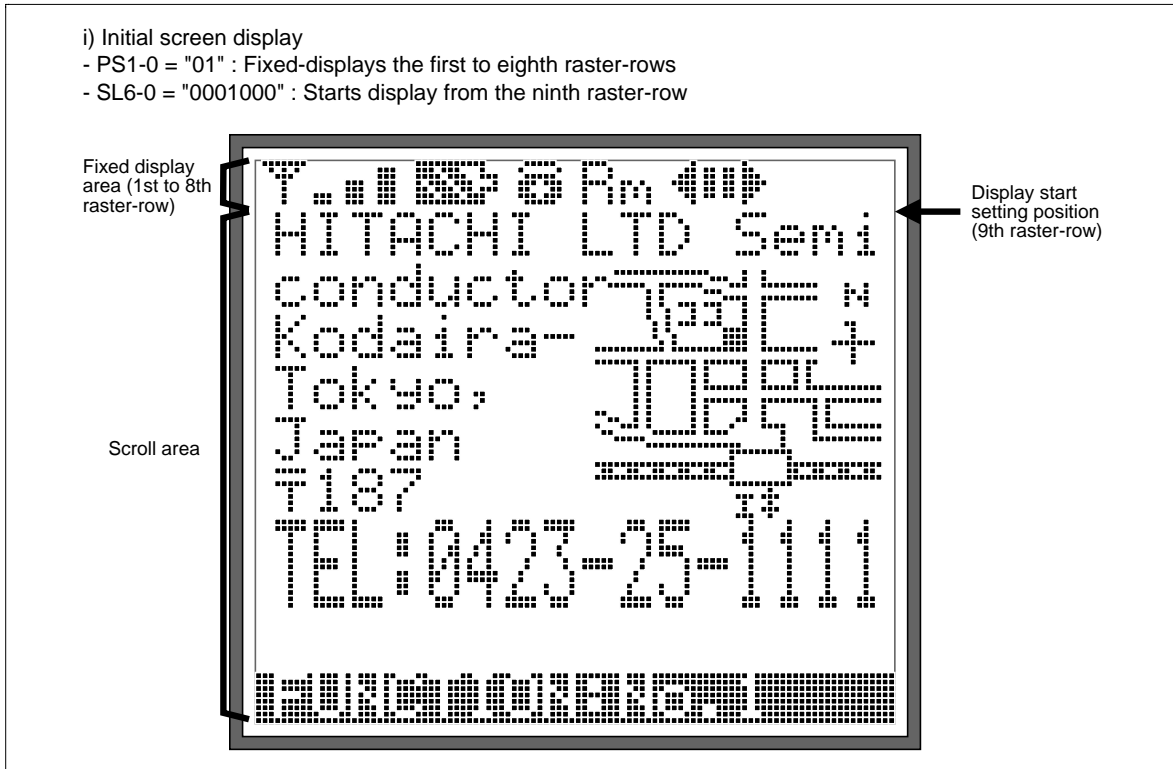 i) Initial screen display
- PS1-0 = "01" : Fixed-displays the first to eighth raster-rows
- SL6-0 = "0001000" : Starts display from the ninth raster-row
Fixed display
area (1st to 8th
raster-row)
Display start
setting position
(9th raster-row)
Scroll area
Rm
HITACHI LTD Semi
conductor
N
Kodaira-
Tokyo,
Japan
〒187
TEL:0423-25-1111